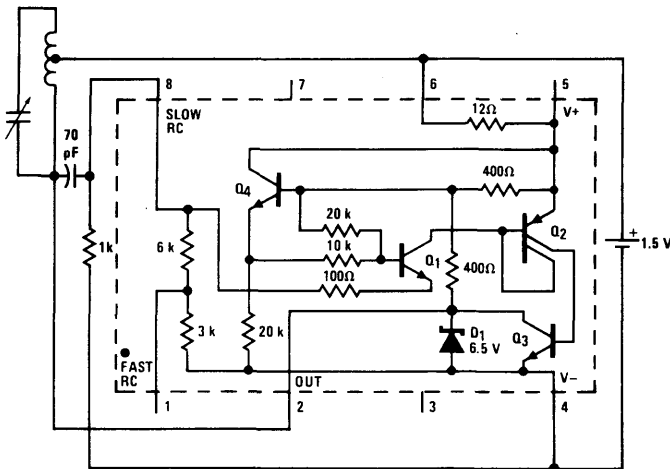 8
7
6
5
SLOW
RC
12Ω
V+
70
pF
400Ω
Q4
20 k
Q2
+
1.5 V
1k
6 k
10 k
Q1
400Ω
100Ω
3 k
20 k
D1
6.5 V
Q3
FAST
RC
OUT
V−
1
2
3
4